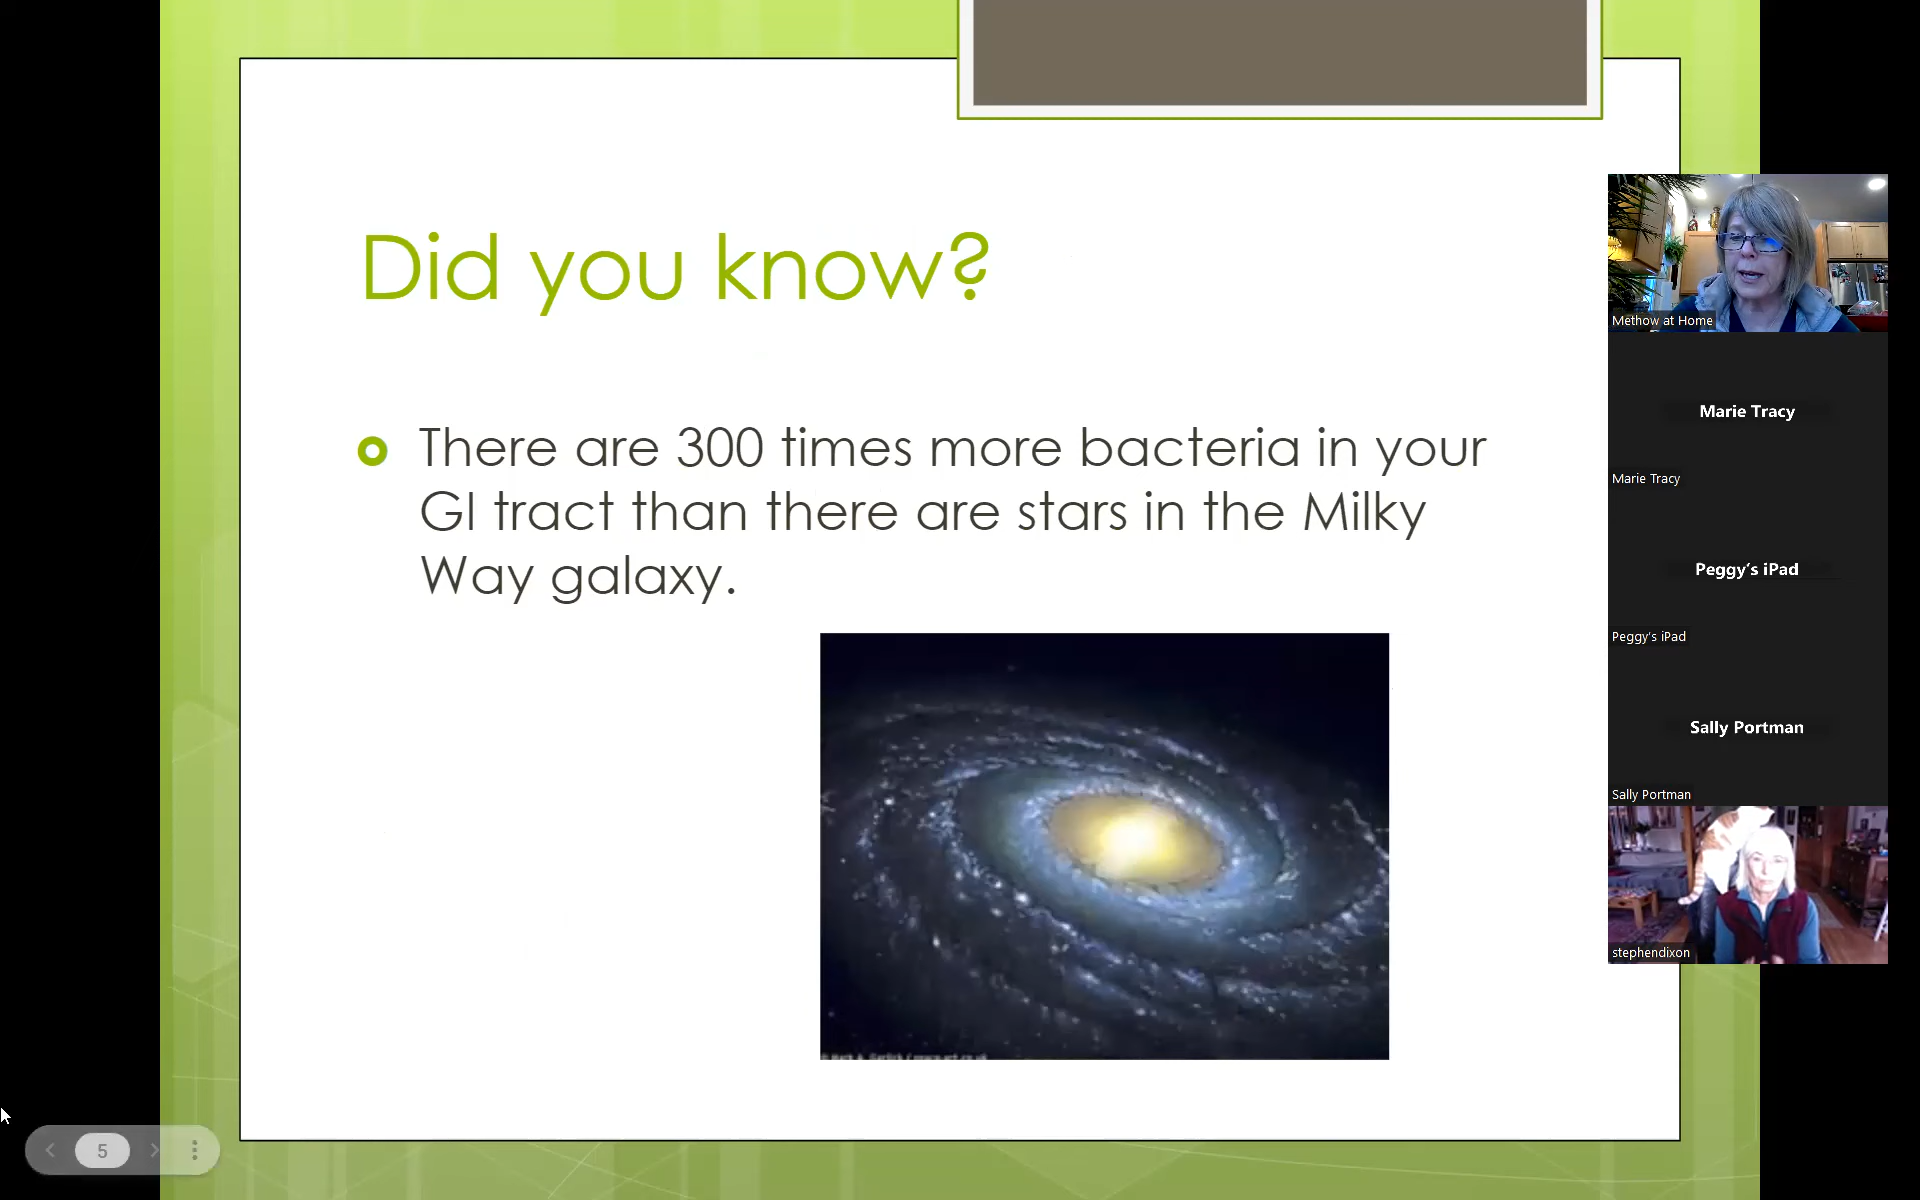 Did you know?
There are 300 times more bacteria in your
GI tract than there are stars in the Milky
Way galaxy.
Methow at Home
Marie Tracy
Marie Tracy
Peggy's iPad
Peggy's iPad
Sally Portman
Sally Portman
stephendixon
5